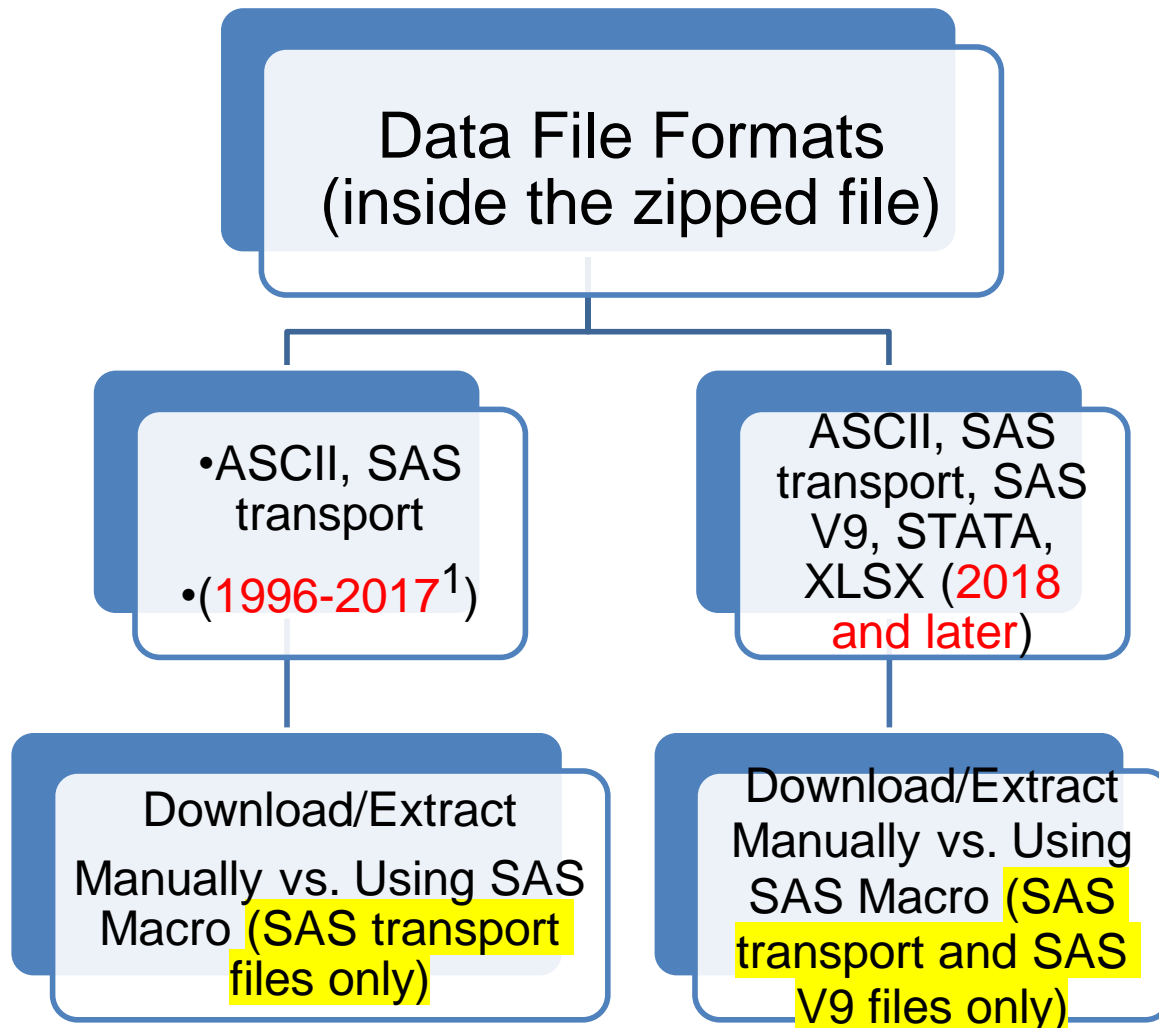 Data File Formats
(inside the zipped file)
•ASCII, SAS
transport
•(1996-2017¹)
ASCII, SAS
transport, SAS
V9, STATA,
XLSX (2018
and later)
Download/Extract
Manually vs. Using SAS
Macro (SAS transport
files only)
Download/Extract
Manually vs. Using
SAS Macro (SAS
transport and SAS
V9 files only)